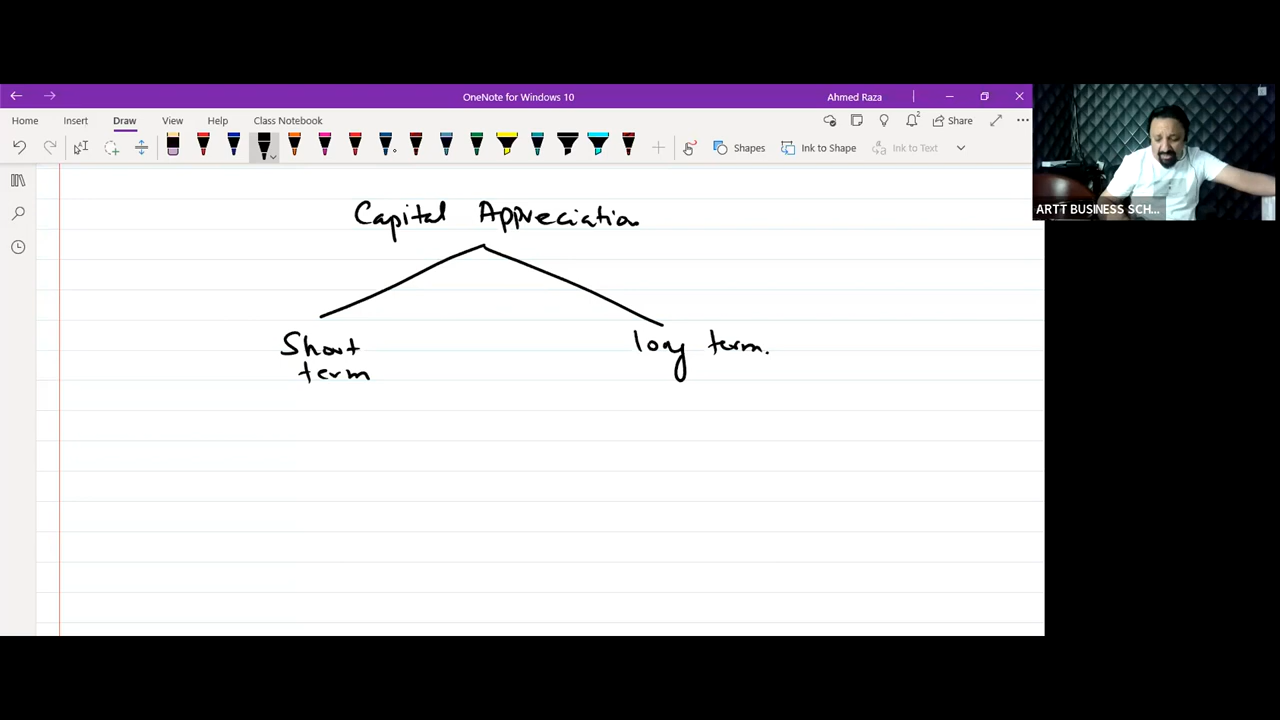 OneNote for Windows 10
Ahmed Raza
Home Insert Draw View Help Class Notebook
Share
Shapes Ink to Shape Ink to Text
ARTT BUSINESS SCH...
Capital Appreciation
Short long term.
term